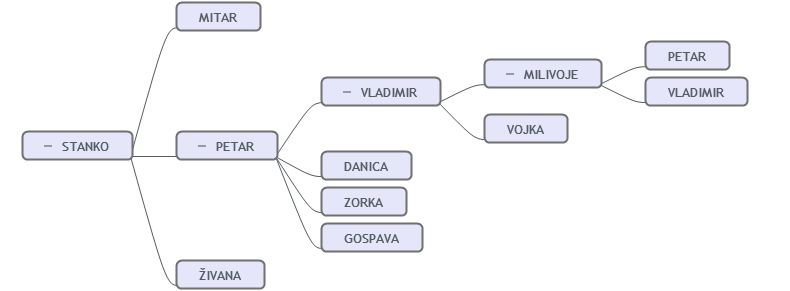 MITAR
PETAR
– VLADIMIR
– MILIVOJE
VLADIMIR
VOJKA
– STANKO
– PETAR
DANICA
ZORKA
GOSPAVA
ŽIVANA